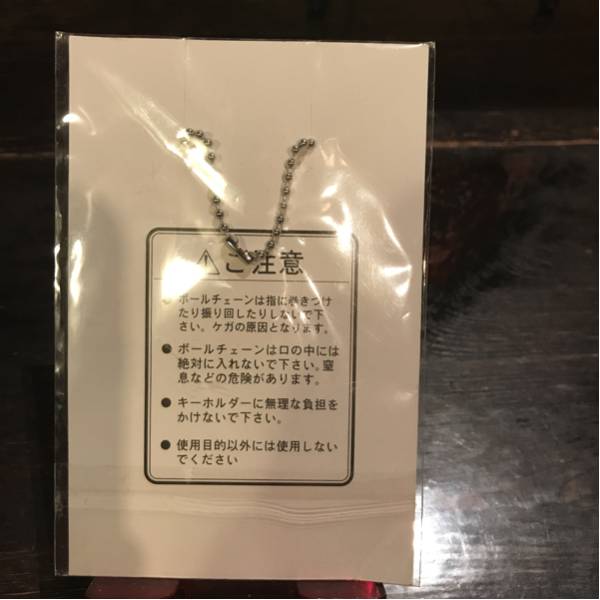 ⚠ご注意
● ボールチェーンは指に巻きつけ
たり振り回したりしないで下
さい。ケガの原因となります。
● ボールチェーンは口の中には
絶対に入れないで下さい。窒
息などの危険があります。
● キーホルダーに無理な負担を
かけないで下さい。
● 使用目的以外には使用しない
でください